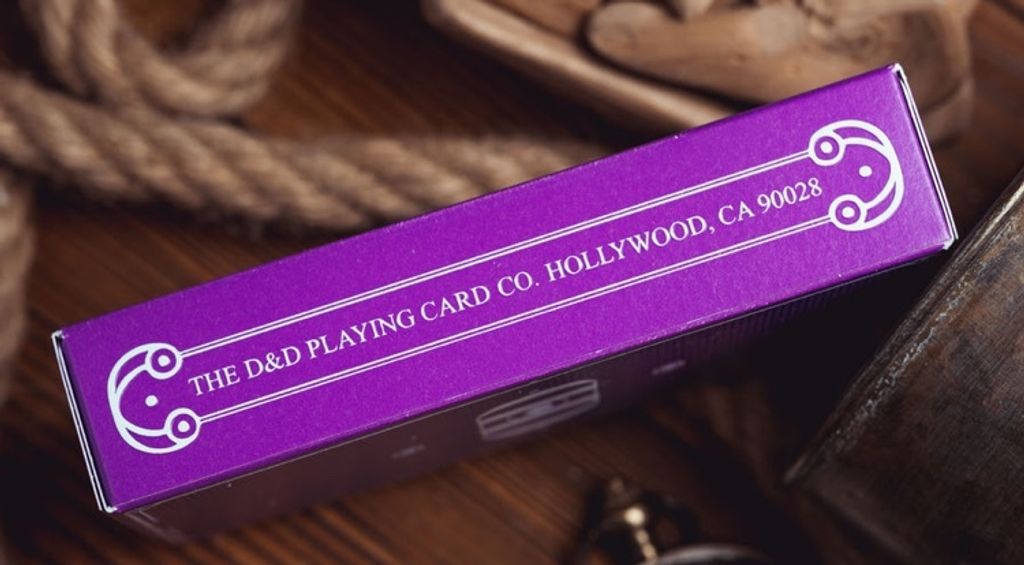 THE D&D PLAYING CARD CO. HOLLYWOOD, CA 90028